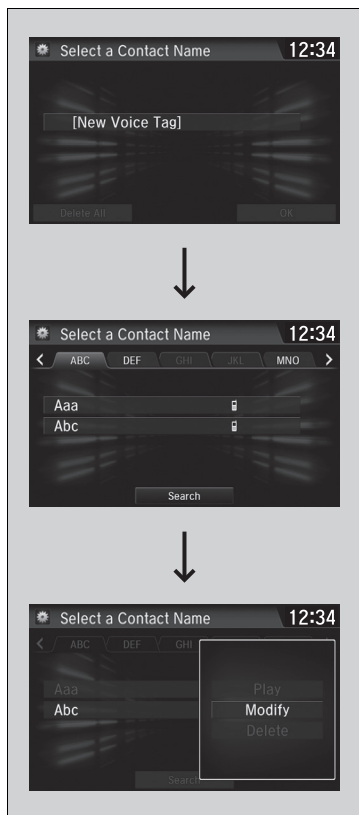 Select a Contact Name 12:34
[New Voice Tag]
Delete All OK
Select a Contact Name 12:34
ABC DEF GHI JKL MNO
Aaa
Abc
Search
Select a Contact Name 12:34
ABC DEF GHI
Aaa Play
Abc Modify
Delete
Search